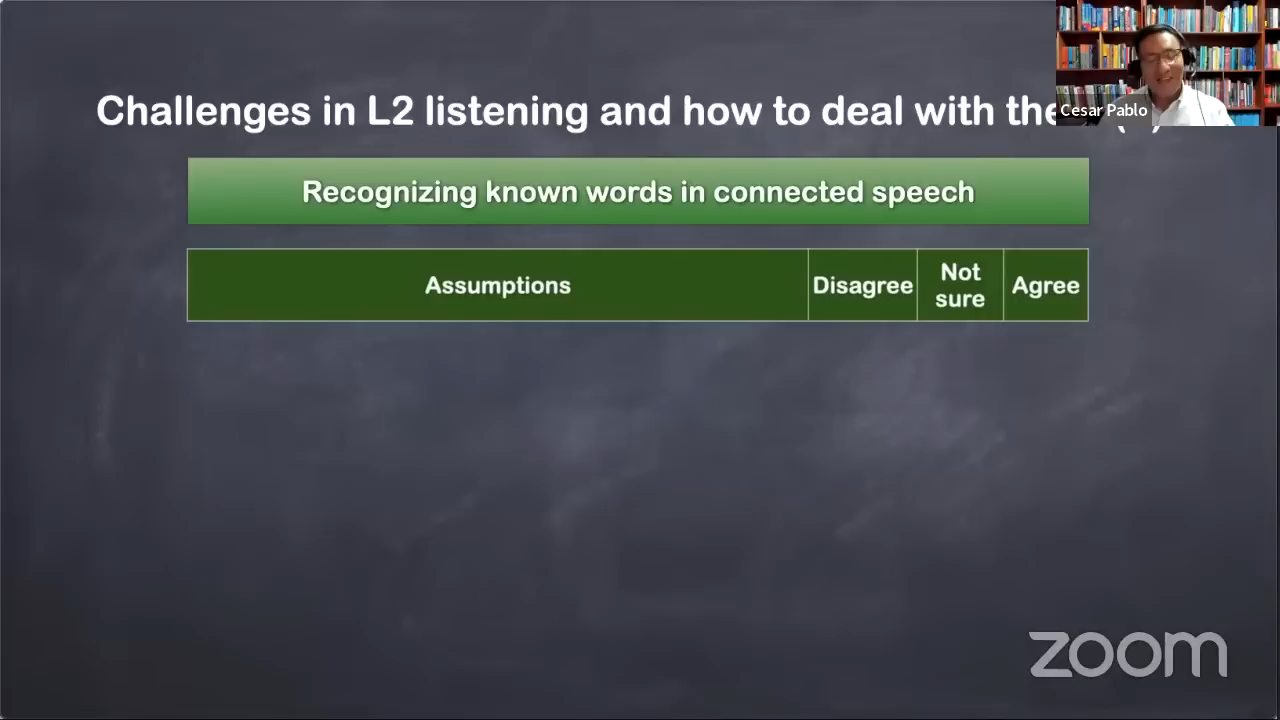 Challenges in L2 listening and how to deal with
Cesar Pablo
Recognizing known words in connected speech
Assumptions
Disagree
Not
sure
Agree
zoom